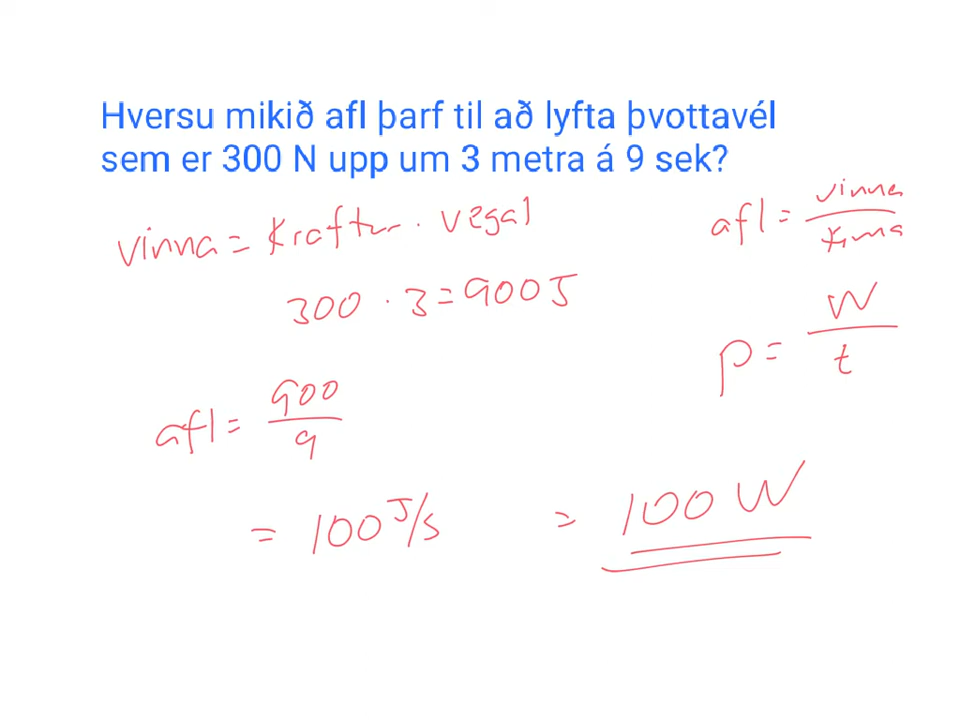 Hversu mikið afl þarf til að lyfta þvottavél
sem er 300 N upp um 3 metra á 9 sek?
vinna = kraftur · vegal
afl = vinna / tíma
300 · 3 = 900 J
P = W / t
afl = 900 / 9
= 100 J/s = 100 W